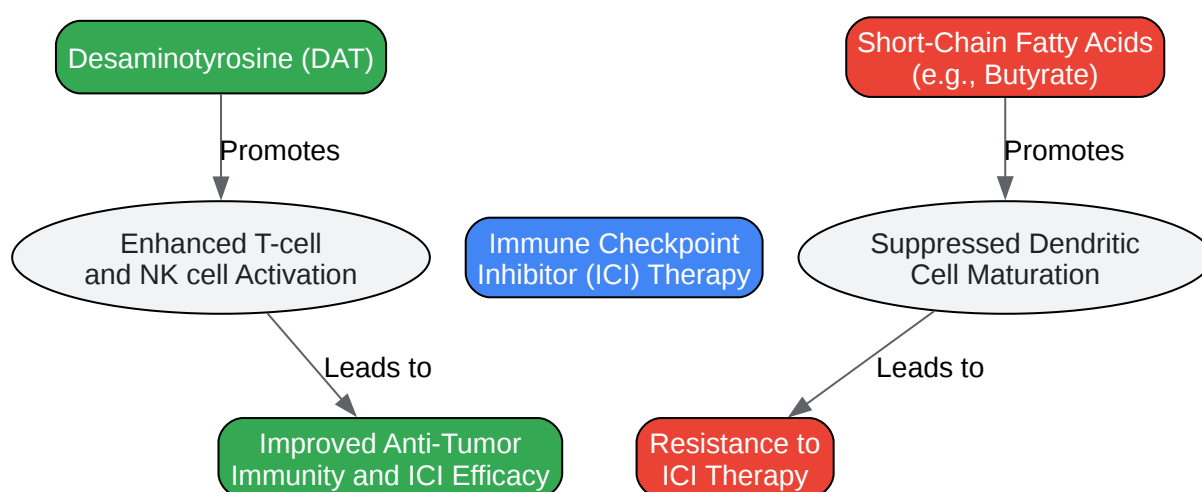 Desaminotyrosine (DAT)
Short-Chain Fatty Acids
(e.g., Butyrate)
Promotes
Promotes
Enhanced T-cell
and NK cell Activation
Immune Checkpoint
Inhibitor (ICI) Therapy
Suppressed Dendritic
Cell Maturation
Leads to
Leads to
Improved Anti-Tumor
Immunity and ICI Efficacy
Resistance to
ICI Therapy